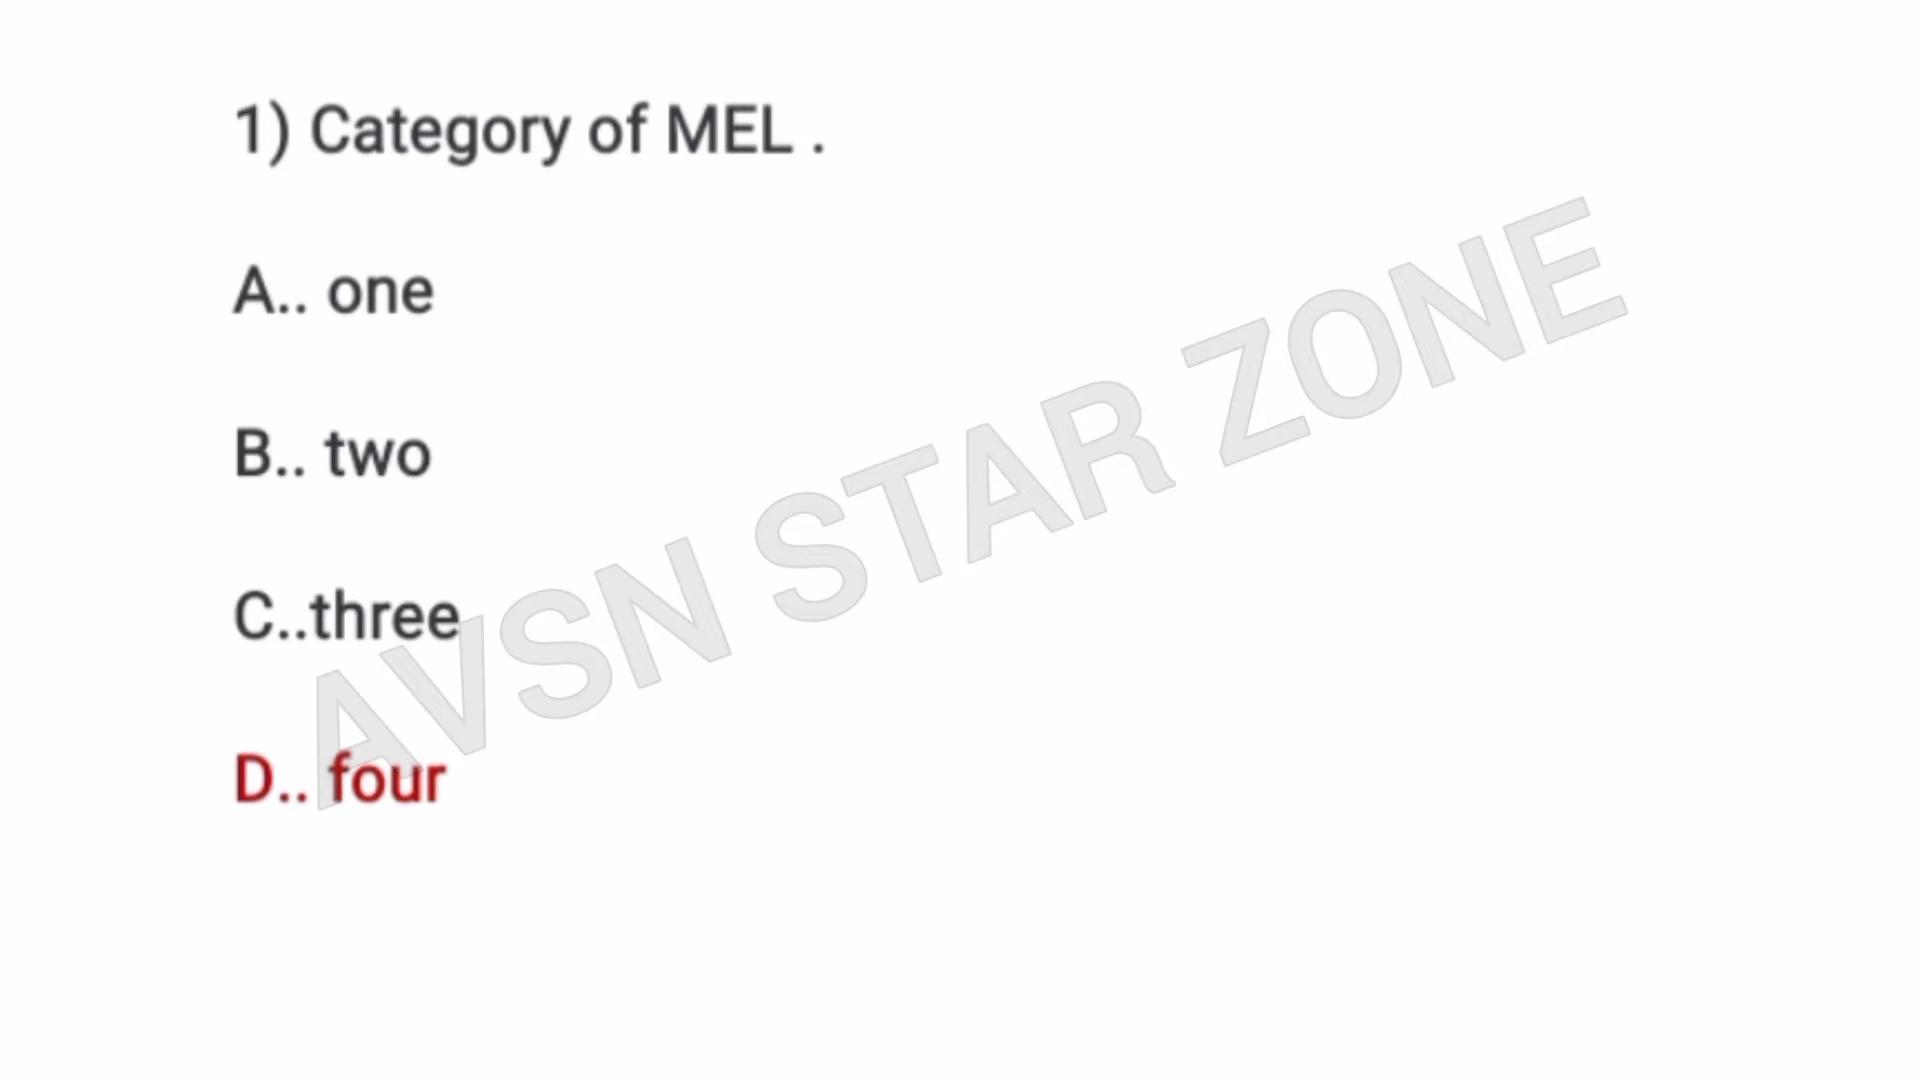 1) Category of MEL .
A.. one
B.. two
C..three
D.. four
AVSN STAR ZONE